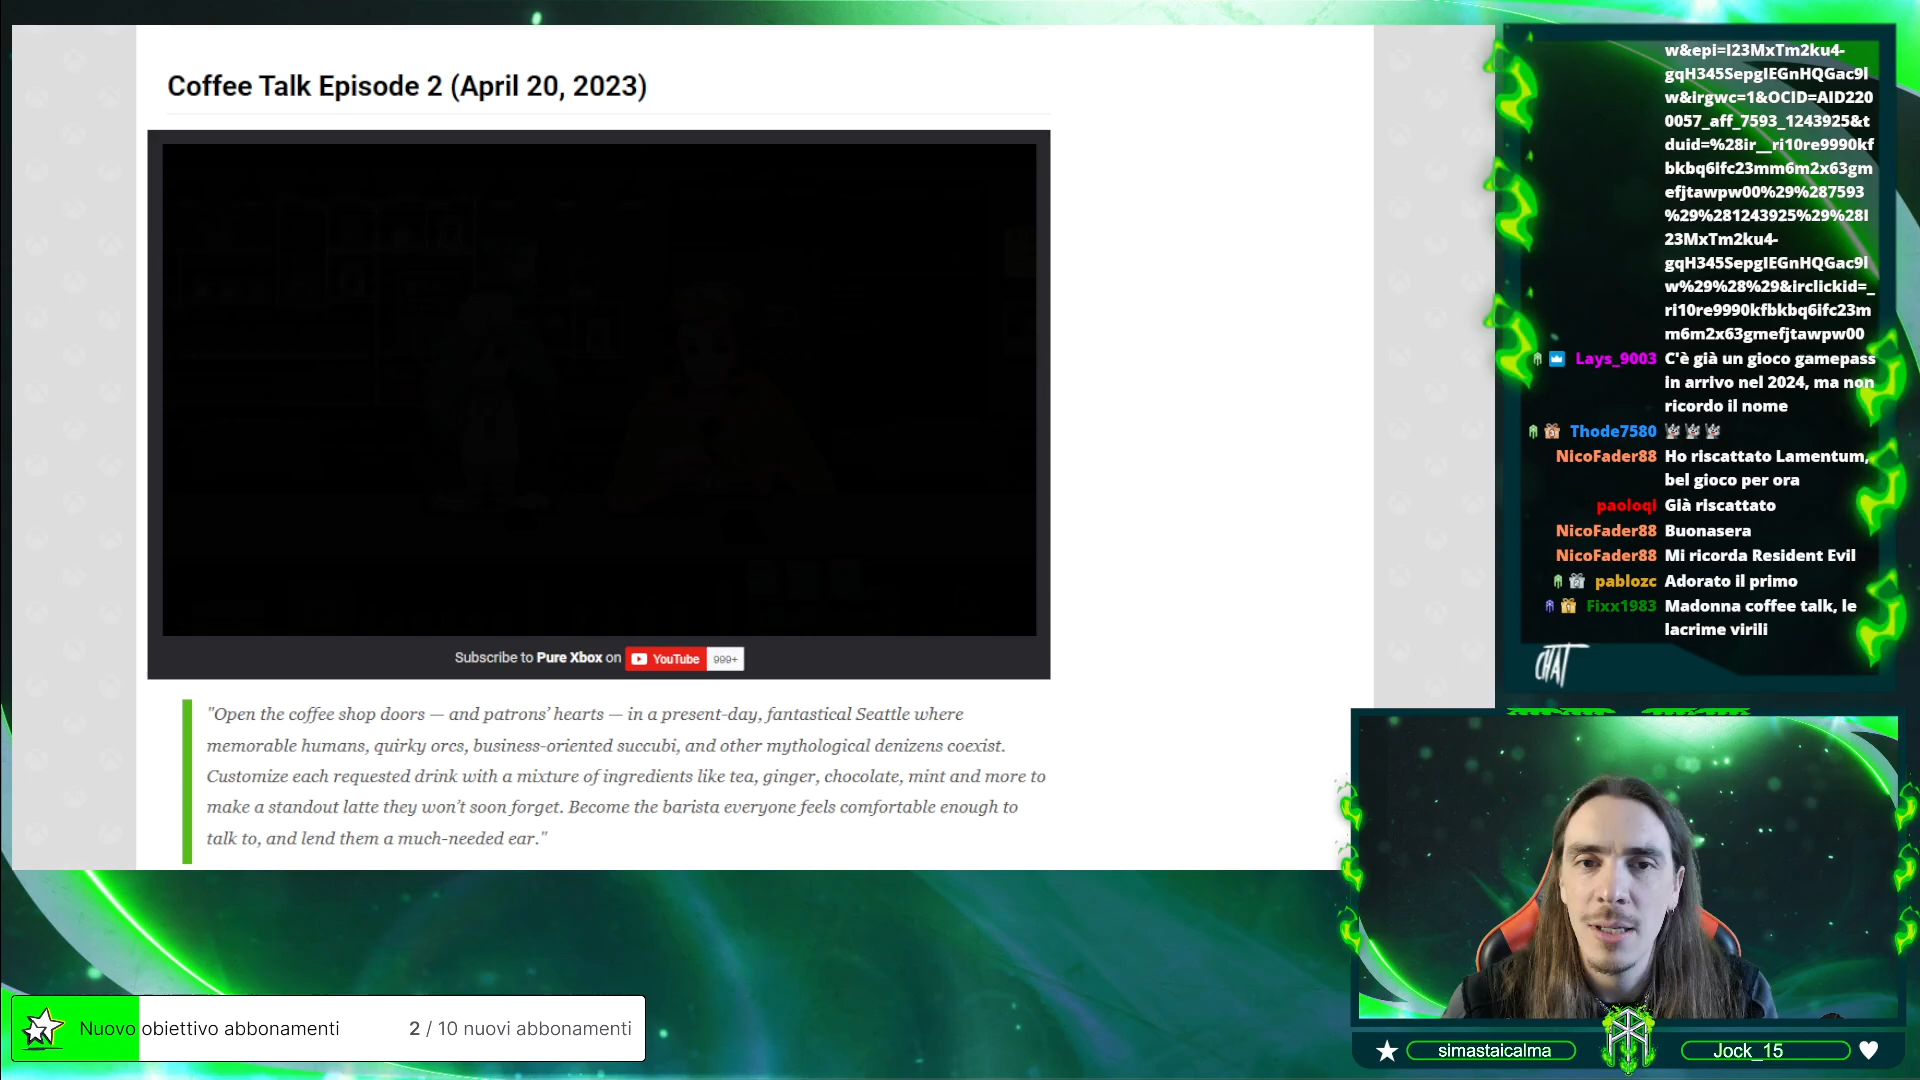 Coffee Talk Episode 2 (April 20, 2023)
Subscribe to Pure Xbox on YouTube 999+
"Open the coffee shop doors — and patrons’ hearts — in a present-day, fantastical Seattle where
memorable humans, quirky orcs, business-oriented succubi, and other mythological denizens coexist.
Customize each requested drink with a mixture of ingredients like tea, ginger, chocolate, mint and more to
make a standout latte they won’t soon forget. Become the barista everyone feels comfortable enough to
talk to, and lend them a much-needed ear."
w&epi=I23MxTm2ku4-
gqH345SepgIEGnHQGac9l
w&irgwc=1&OCID=AID220
0057_aff_7593_1243925&t
duid=%28ir__ri10re9990kf
bkbq6ifc23mm6m2x63gm
efjtawpw00%29%287593
%29%281243925%29%28I
23MxTm2ku4-
gqH345SepgIEGnHQGac9l
w%29%28%29&irclickid=_
ri10re9990kfbkbq6ifc23m
m6m2x63gmefjtawpw00
Lays_9003 C'è già un gioco gamepass
in arrivo nel 2024, ma non
ricordo il nome
Thode7580
NicoFader88 Ho riscattato Lamentum,
bel gioco per ora
paoloqi Già riscattato
NicoFader88 Buonasera
NicoFader88 Mi ricorda Resident Evil
pablozc Adorato il primo
Fixx1983 Madonna coffee talk, le
lacrime virili
CHAT
Nuovo obiettivo abbonamenti 2 / 10 nuovi abbonamenti
simastaicalma
Jock_15